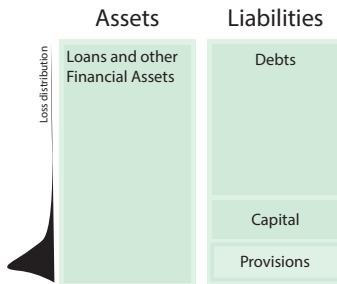 Assets
Liabilities
Loss distribution
Loans and other
Financial Assets
Debts
Capital
Provisions